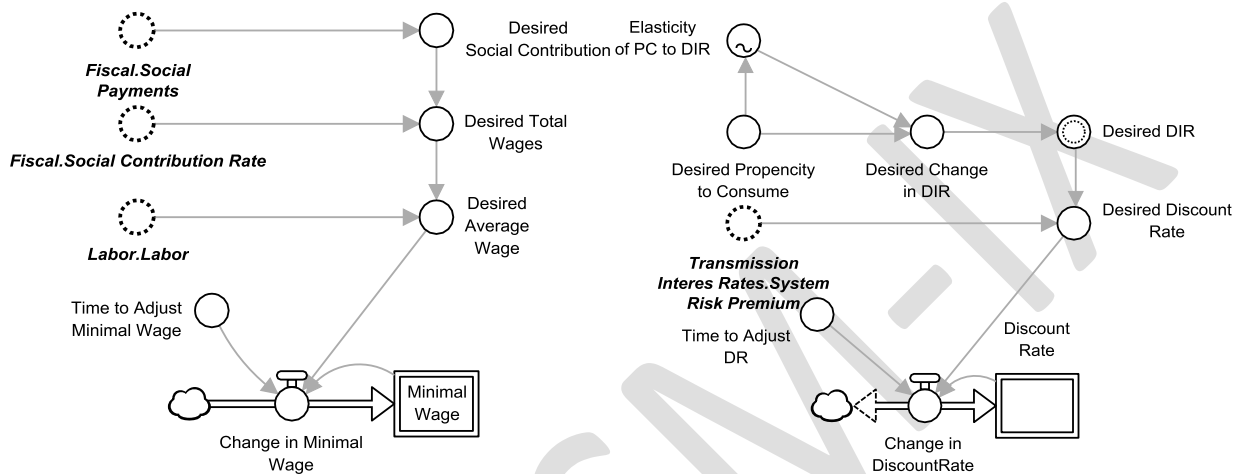 Desired
Social Contribution
Fiscal.Social
Payments
Desired Total
Wages
Fiscal.Social Contribution Rate
Desired
Average
Wage
Labor.Labor
Time to Adjust
Minimal Wage
Minimal
Wage
Change in Minimal
Wage
Elasticity
of PC to DIR
Desired DIR
Desired Propencity
to Consume
Desired Change
in DIR
Desired Discount
Rate
Transmission
Interes Rates.System
Risk Premium
Time to Adjust
DR
Discount
Rate
Change in
DiscountRate
SM-IX